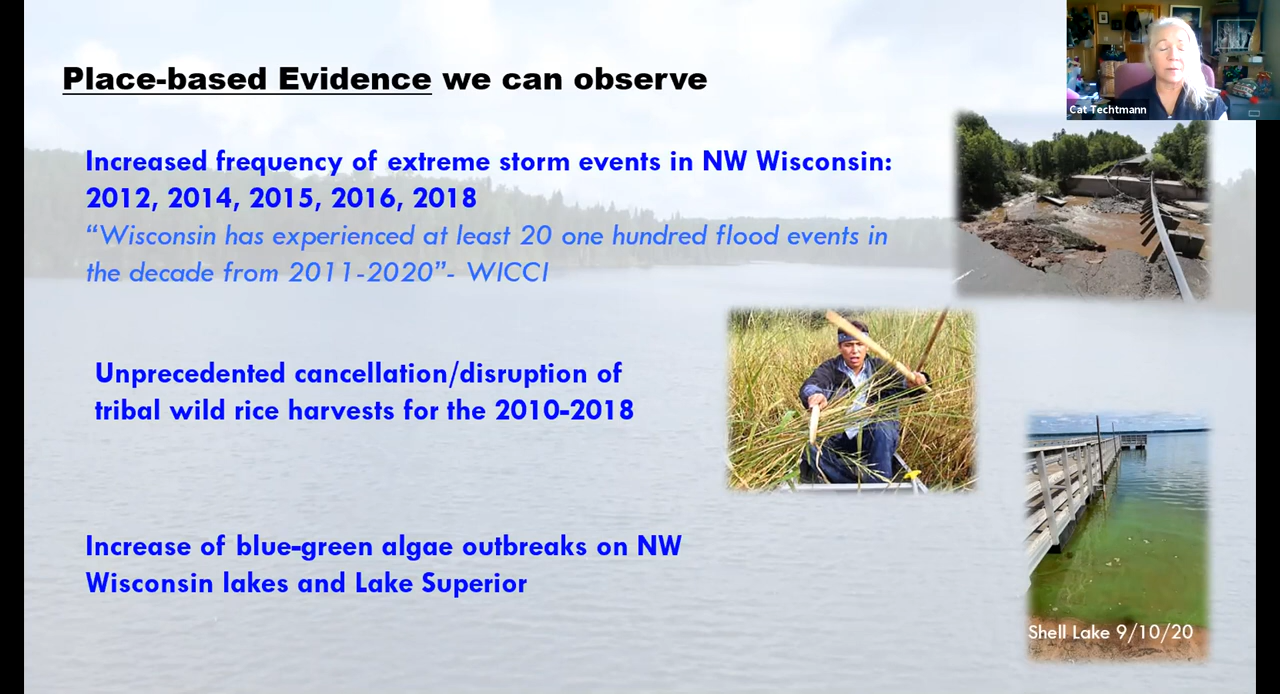 Place-based Evidence we can observe
Cat Techtmann
Increased frequency of extreme storm events in NW Wisconsin:
2012, 2014, 2015, 2016, 2018
“Wisconsin has experienced at least 20 one hundred flood events in
the decade from 2011-2020”- WICCI
Unprecedented cancellation/disruption of
tribal wild rice harvests for the 2010-2018
Increase of blue-green algae outbreaks on NW
Wisconsin lakes and Lake Superior
Shell Lake 9/10/20